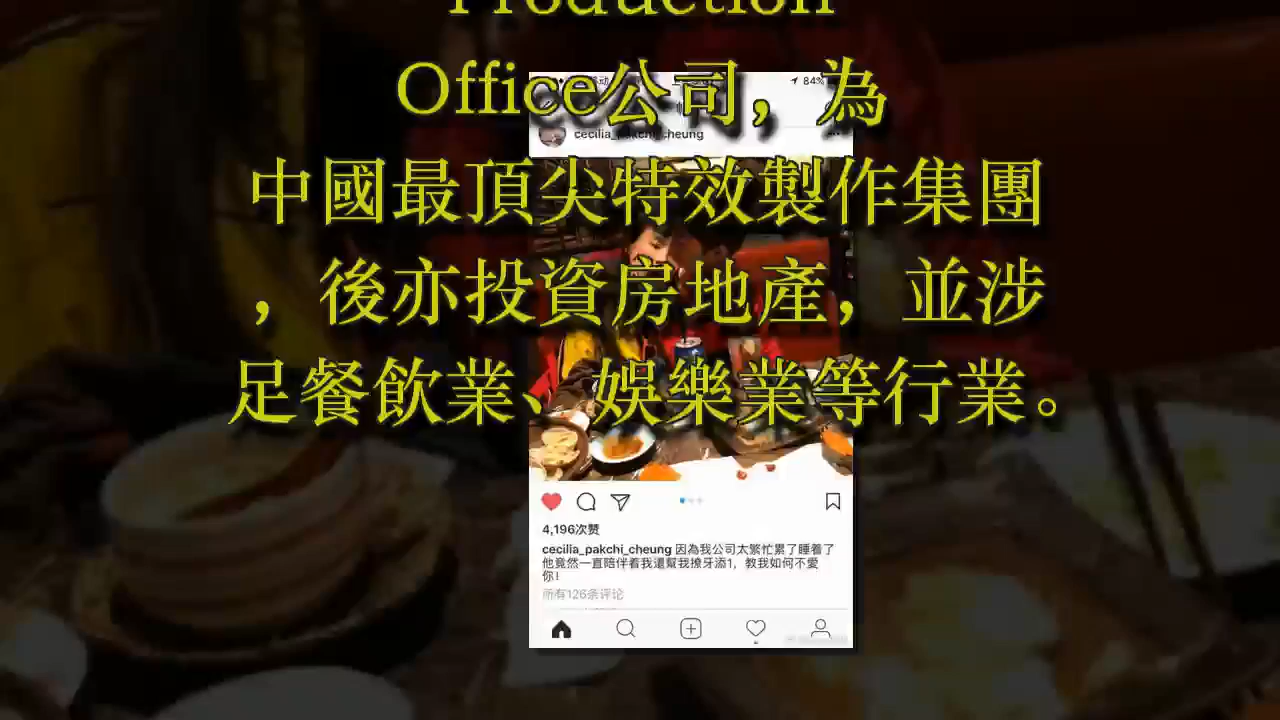 Production
Office公司，為
84%
cecilia_pakchi_cheung
中國最頂尖特效製作集團
，後亦投資房地產，並涉
足餐飲業、娛樂業等行業。
4,196次赞
cecilia_pakchi_cheung 因為我公司太繁忙累了睡着了
他竟然一直陪伴着我還幫我撩牙添1，教我如何不愛
你！
所有126条评论